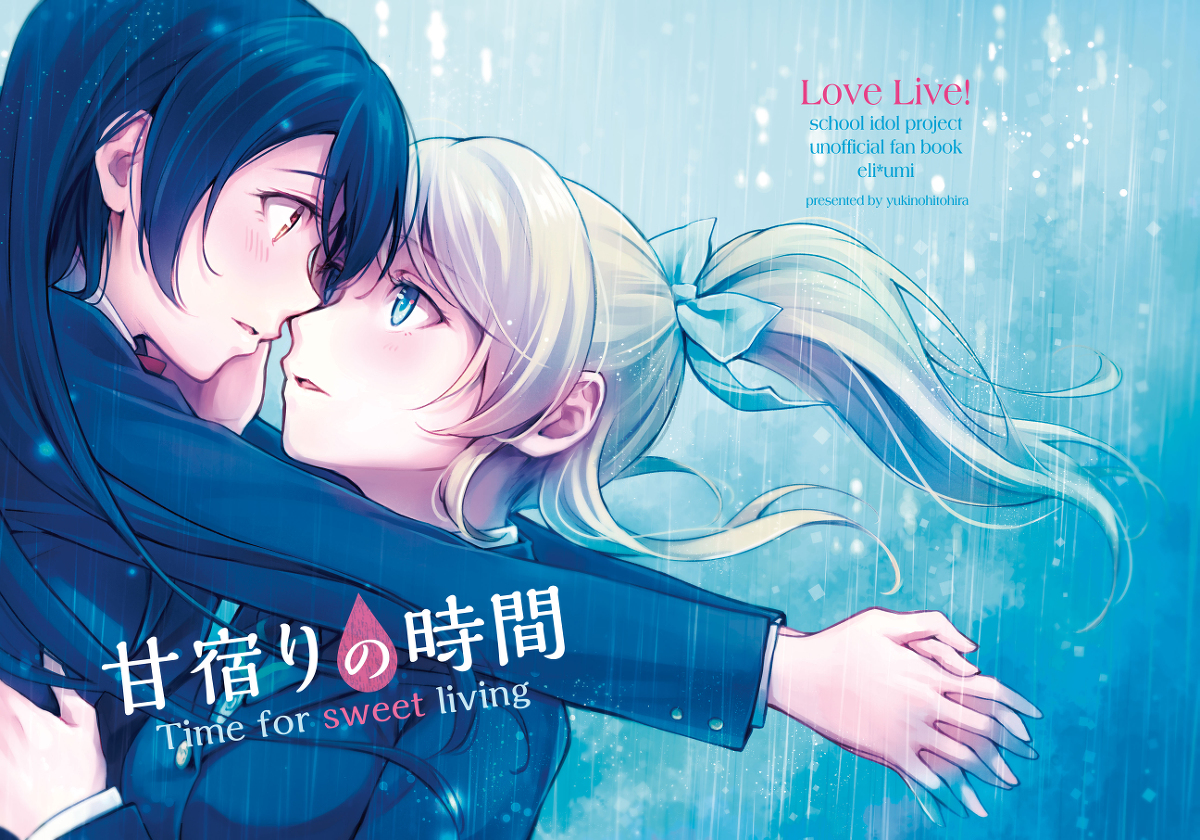 Love Live!
school idol project
unofficial fan book
eli*umi
presented by yukinohitohira
甘宿りの時間
Time for sweet living